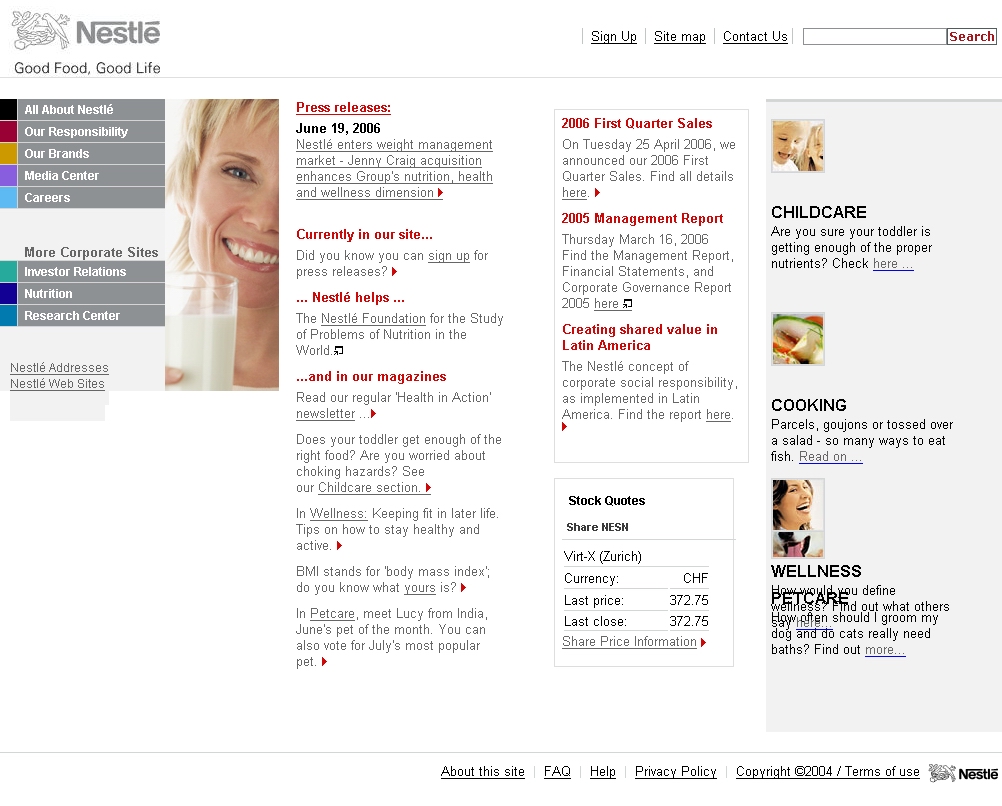 Nestlé
Good Food, Good Life
Sign Up
Site map
Contact Us
Search
All About Nestlé
Our Responsibility
Our Brands
Media Center
Careers
More Corporate Sites
Investor Relations
Nutrition
Research Center
Nestlé Addresses
Nestlé Web Sites
Press releases:
June 19, 2006
Nestlé enters weight management
market - Jenny Craig acquisition
enhances Group's nutrition, health
and wellness dimension
Currently in our site...
Did you know you can sign up for
press releases?
... Nestlé helps ...
The Nestlé Foundation for the Study
of Problems of Nutrition in the
World.
...and in our magazines
Read our regular 'Health in Action'
newsletter ...
Does your toddler get enough of the
right food? Are you worried about
choking hazards? See
our Childcare section.
In Wellness: Keeping fit in later life.
Tips on how to stay healthy and
active.
BMI stands for 'body mass index';
do you know what yours is?
In Petcare, meet Lucy from India,
June's pet of the month. You can
also vote for July's most popular
pet.
2006 First Quarter Sales
On Tuesday 25 April 2006, we
announced our 2006 First
Quarter Sales. Find all details
here.
2005 Management Report
Thursday March 16, 2006
Find the Management Report,
Financial Statements, and
Corporate Governance Report
2005 here
Creating shared value in
Latin America
The Nestlé concept of
corporate social responsibility,
as implemented in Latin
America. Find the report here.
Stock Quotes
Share NESN
Virt-X (Zurich)
Currency: CHF
Last price: 372.75
Last close: 372.75
Share Price Information
CHILDCARE
Are you sure your toddler is
getting enough of the proper
nutrients? Check here ...
COOKING
Parcels, goujons or tossed over
a salad - so many ways to eat
fish. Read on ...
WELLNESS
How would you define
wellness? Find out what others
say here...
PETCARE
How often should I groom my
dog and do cats really need
baths? Find out more...
About this site
FAQ
Help
Privacy Policy
Copyright ©2004 / Terms of use
Nestlé